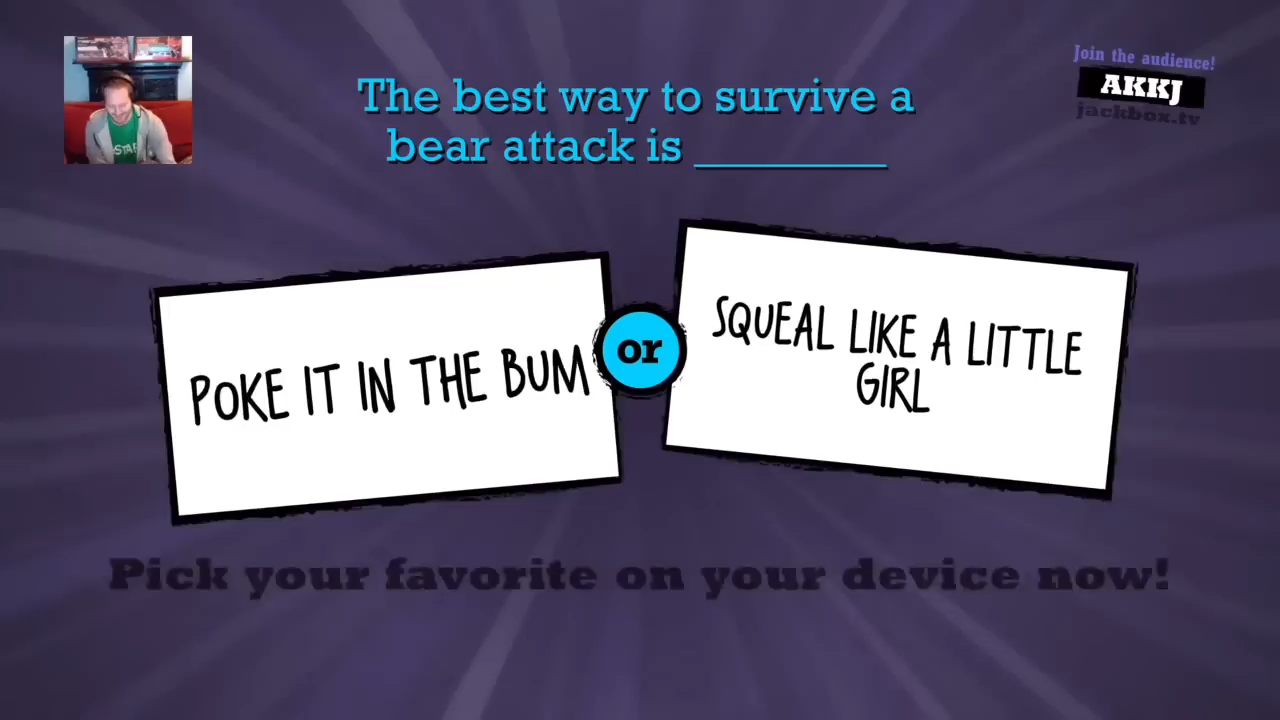 Join the audience!
AKKJ
jackbox.tv
The best way to survive a
bear attack is ________
POKE IT IN THE BUM
or
SQUEAL LIKE A LITTLE
GIRL
Pick your favorite on your device now!